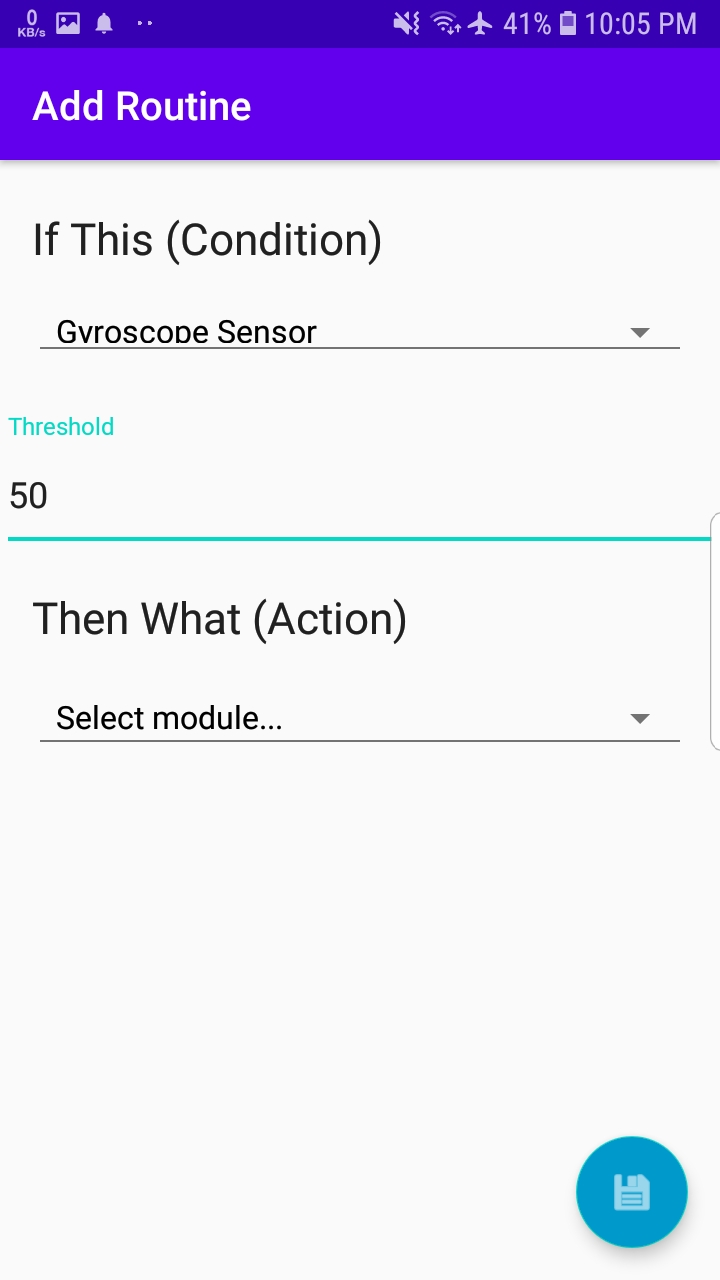 0 KB/s 41% 10:05 PM
Add Routine
If This (Condition)
Gyroscope Sensor
Threshold
50
Then What (Action)
Select module...